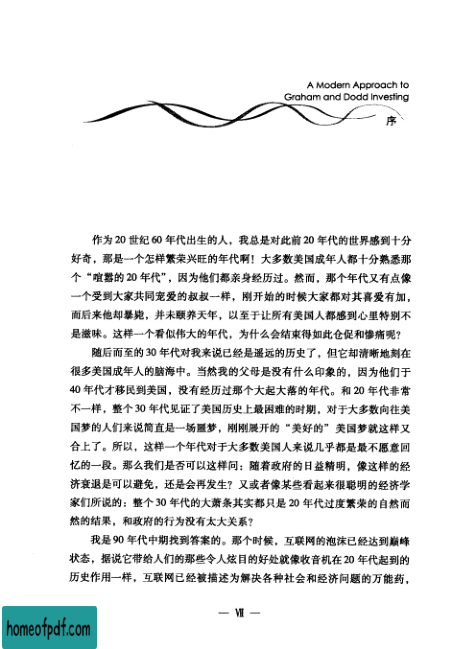 A Modern Approach to
Graham and Dodd Investing
序
作为 20 世纪 60 年代出生的人，我总是对此前 20 年代的世界感到十分
好奇，那是一个怎样繁荣兴旺的年代啊！大多数美国成年人都十分熟悉那
个“喧嚣的 20 年代”，因为他们都亲身经历过。然而，那个年代又有点像
一个受到大家共同宠爱的叔叔一样，刚开始的时候大家都对其喜爱有加，
而后来他却暴毙，并未颐养天年，以至于让所有美国人都感到心里特别不
是滋味。这样一个看似伟大的年代，为什么会结束得如此仓促和惨痛呢？
随后而至的 30 年代对我来说已经是遥远的历史了，但它却清晰地刻在
很多美国成年人的脑海中。当然我的父母是没有什么印象的，因为他们于
40 年代才移民到美国，没有经历过那个大起大落的年代。和 20 年代非常
不一样，整个 30 年代见证了美国历史上最困难的时期，对于大多数向往美
国梦的人们来说简直是一场噩梦，刚刚展开的“美好的”美国梦就这样又
合上了。所以，这样一个年代对于大多数美国人来说几乎都是最不愿意回
忆的一段。那么我们是否可以这样问：随着政府的日益精明，像这样的经
济衰退是可以避免，还是会再发生？又或者像某些看起来很聪明的经济学
家们所说的：整个 30 年代的大萧条其实都只是 20 年代过度繁荣的自然而
然的结果，和政府的行为没有太大关系？
我是 90 年代中期找到答案的。那个时候，互联网的泡沫已经达到巅峰
状态，据说它带给人们的那些令人炫目的好处就像收音机在 20 年代起到的
历史作用一样，互联网已经被描述为解决各种社会和经济问题的万能药，
— Ⅶ —
homeofpdf.com